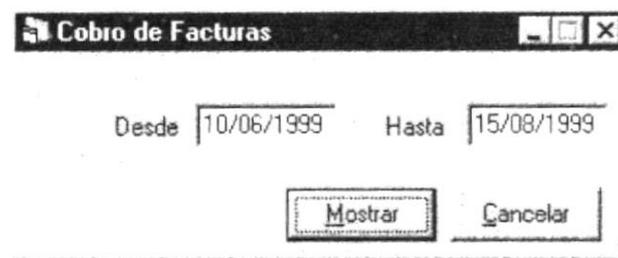 Cobro de Facturas
Desde 10/06/1999 Hasta 15/08/1999
Mostrar Cancelar